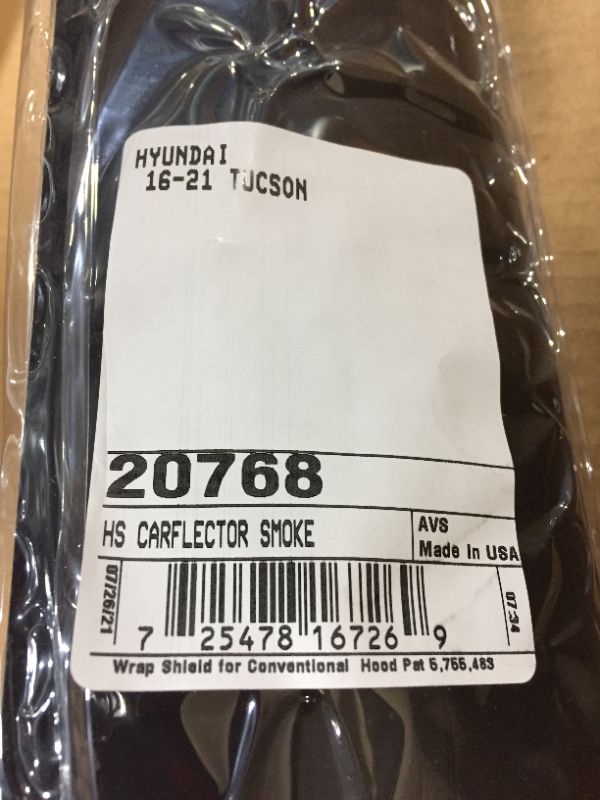 HYUNDAI
16-21 TUCSON
20768
HS CARFLECTOR SMOKE
AVS
Made in USA
07/26/21
07:34
7 25478 16726 9
Wrap Shield for Conventional Hood Pat 5,755,483